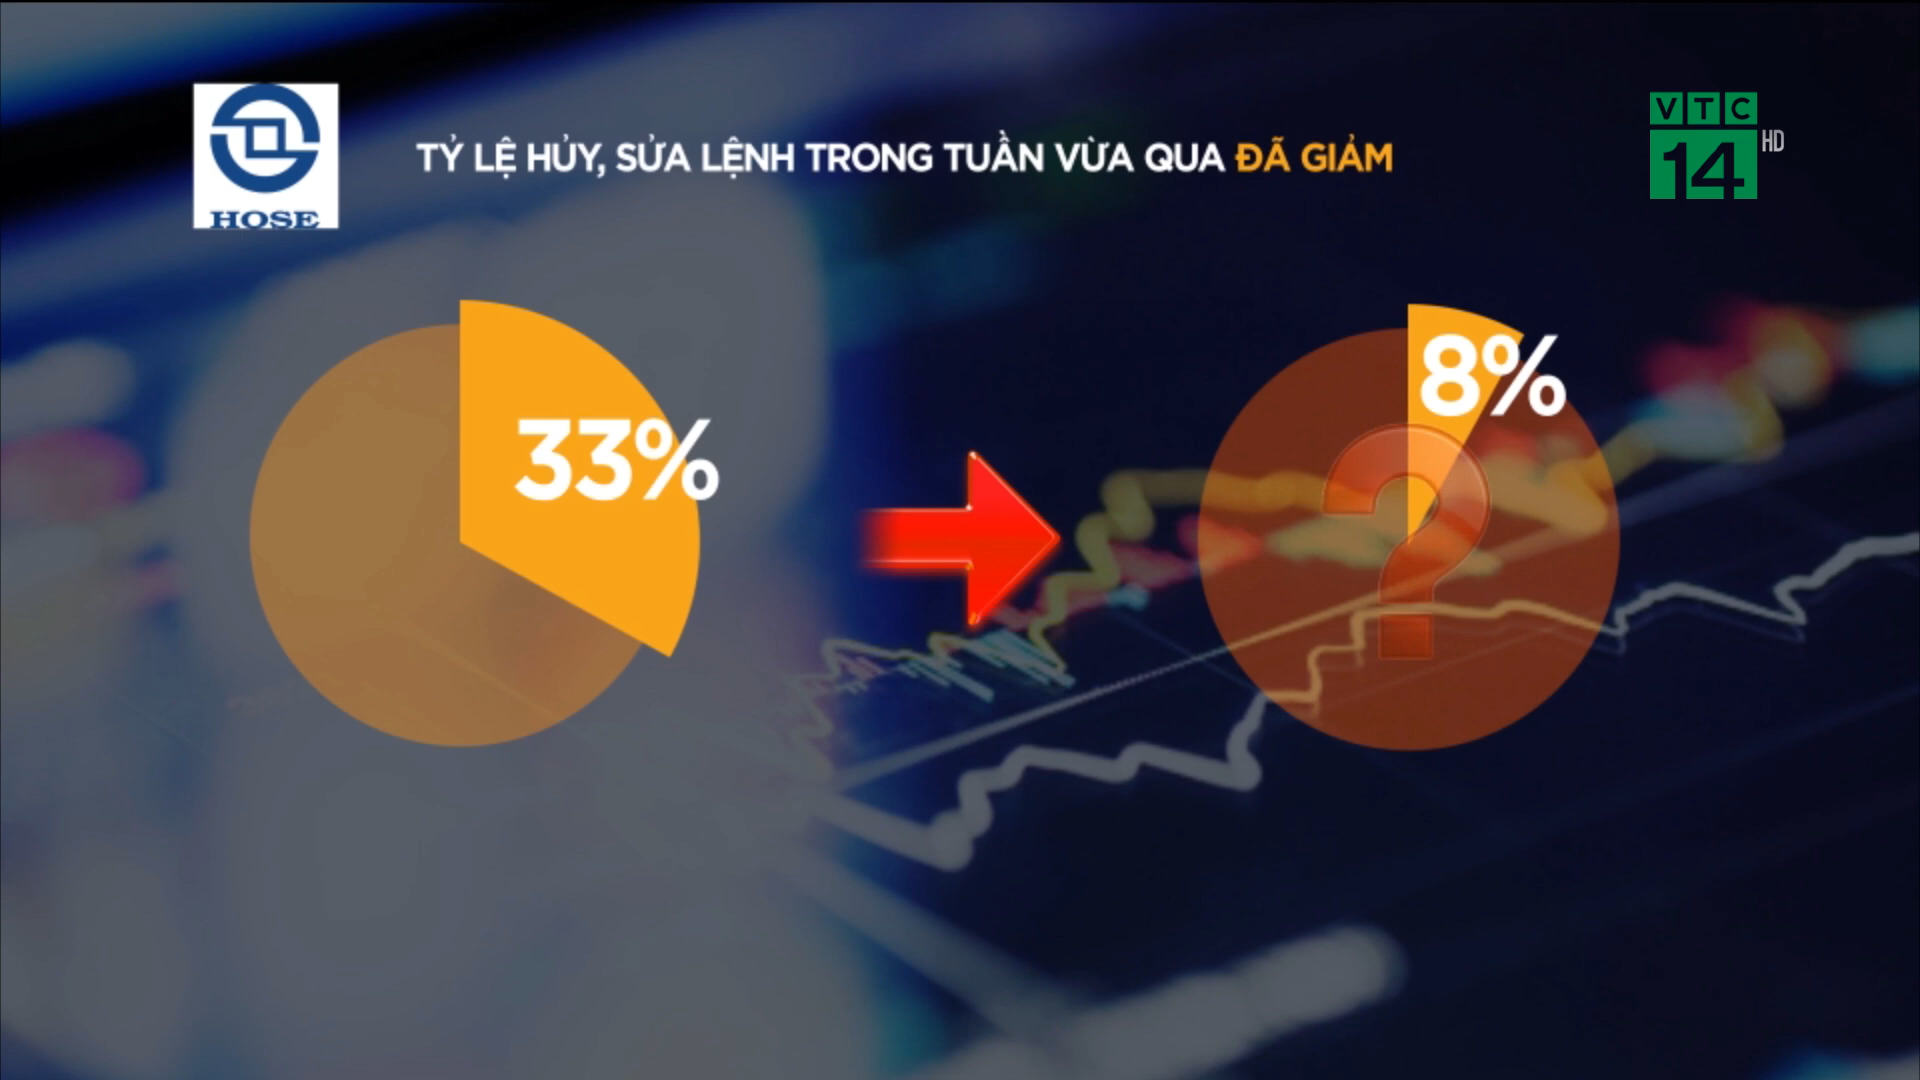 HOSE
TỶ LỆ HỦY, SỬA LỆNH TRONG TUẦN VỪA QUA ĐÃ GIẢM
VTC
14 HD
33%
8%
?